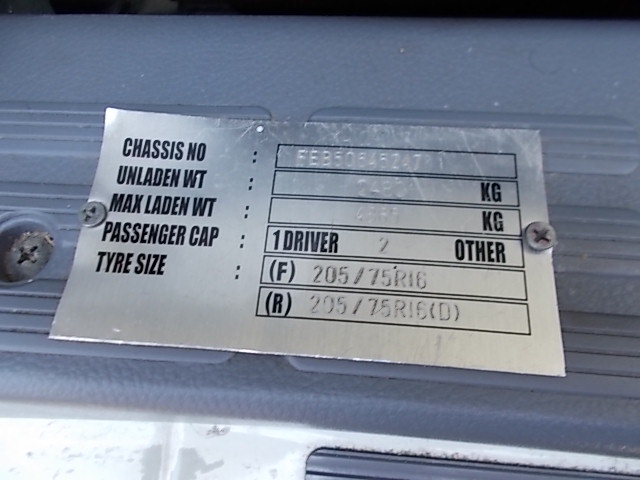 CHASSIS NO :
UNLADEN WT : KG
MAX LADEN WT : KG
PASSENGER CAP : 1 DRIVER 2 OTHER
TYRE SIZE : (F) 205/75R16
(R) 205/75R16(D)